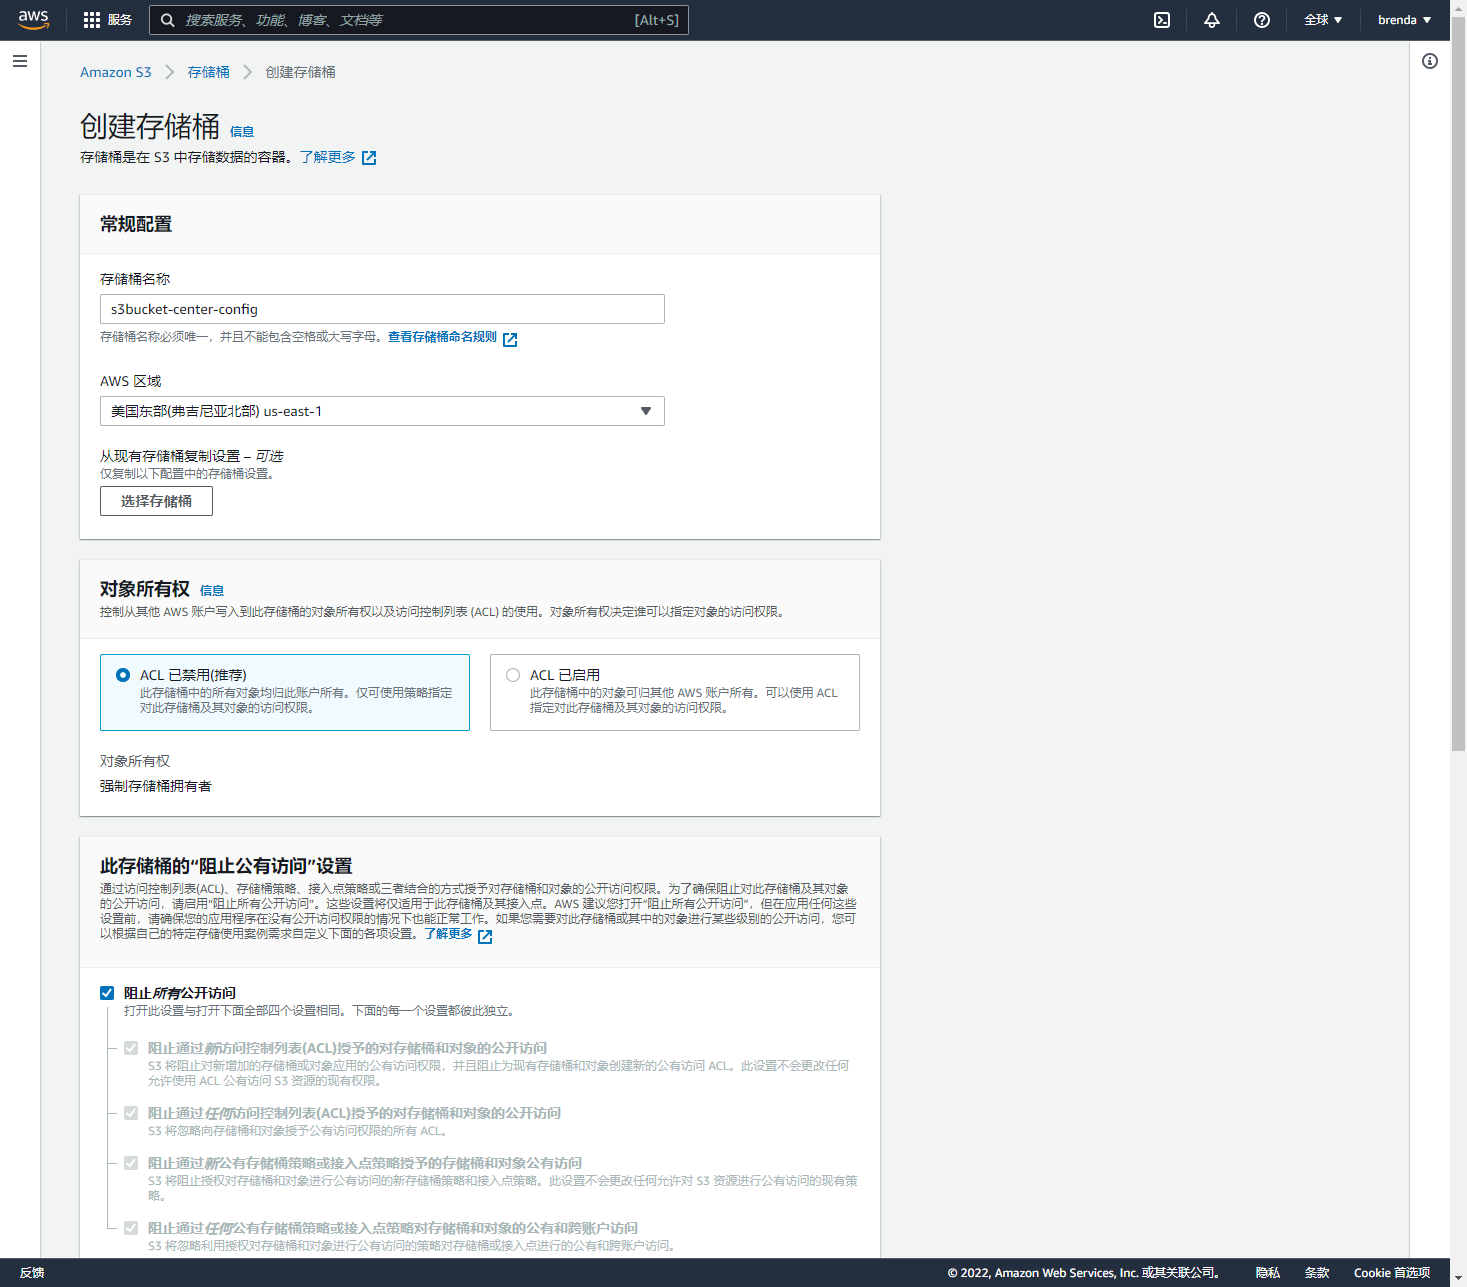 aws 服务 搜索服务、功能、博客、文档等 [Alt+S] 全球 brenda
Amazon S3 存储桶 创建存储桶
创建存储桶 信息
存储桶是在 S3 中存储数据的容器。了解更多
常规配置
存储桶名称
s3bucket-center-config
存储桶名称必须唯一，并且不能包含空格或大写字母。查看存储桶命名规则
AWS 区域
美国东部(弗吉尼亚北部) us-east-1
从现有存储桶复制设置 – 可选
仅复制以下配置中的存储桶设置。
选择存储桶
对象所有权 信息
控制从其他 AWS 账户写入到此存储桶的对象所有权以及访问控制列表 (ACL) 的使用。对象所有权决定谁可以指定对象的访问权限。
ACL 已禁用(推荐)
此存储桶中的所有对象均归此账户所有。仅可使用策略指定
对此存储桶及其对象的访问权限。
ACL 已启用
此存储桶中的对象可归其他 AWS 账户所有。可以使用 ACL
指定对此存储桶及其对象的访问权限。
对象所有权
强制存储桶拥有者
此存储桶的“阻止公有访问”设置
通过访问控制列表(ACL)、存储桶策略、接入点策略或三者结合的方式授予对存储桶和对象的公开访问权限。为了确保阻止对此存储桶及其对象
的公开访问，请启用“阻止所有公开访问”。这些设置将仅适用于此存储桶及其接入点。AWS 建议您打开“阻止所有公开访问”，但在应用任何这些
设置前，请确保您的应用程序在没有公开访问权限的情况下也能正常工作。如果您需要对此存储桶或其中的对象进行某些级别的公开访问，您可
以根据自己的特定存储使用案例需求自定义下面的各项设置。了解更多
阻止所有公开访问
打开此设置与打开下面全部四个设置相同。下面的每一个设置都彼此独立。
阻止通过新访问控制列表(ACL)授予的对存储桶和对象的公开访问
S3 将阻止对新增加的存储桶或对象应用的公有访问权限，并且阻止为现有存储桶和对象创建新的公有访问 ACL。此设置不会更改任何
允许使用 ACL 公有访问 S3 资源的现有权限。
阻止通过任何访问控制列表(ACL)授予的对存储桶和对象的公开访问
S3 将忽略向存储桶和对象授予公有访问权限的所有 ACL。
阻止通过新公有存储桶策略或接入点策略授予的存储桶和对象公有访问
S3 将阻止授权对存储桶和对象进行公有访问的新存储桶策略和接入点策略。此设置不会更改任何允许对 S3 资源进行公有访问的现有策
略。
阻止通过任何公有存储桶策略或接入点策略对存储桶和对象的公有和跨账户访问
S3 将忽略利用授权对存储桶和对象进行公有访问的策略对存储桶或接入点进行的公有和跨账户访问。
反馈 © 2022, Amazon Web Services, Inc. 或其关联公司。 隐私 条款 Cookie 首选项